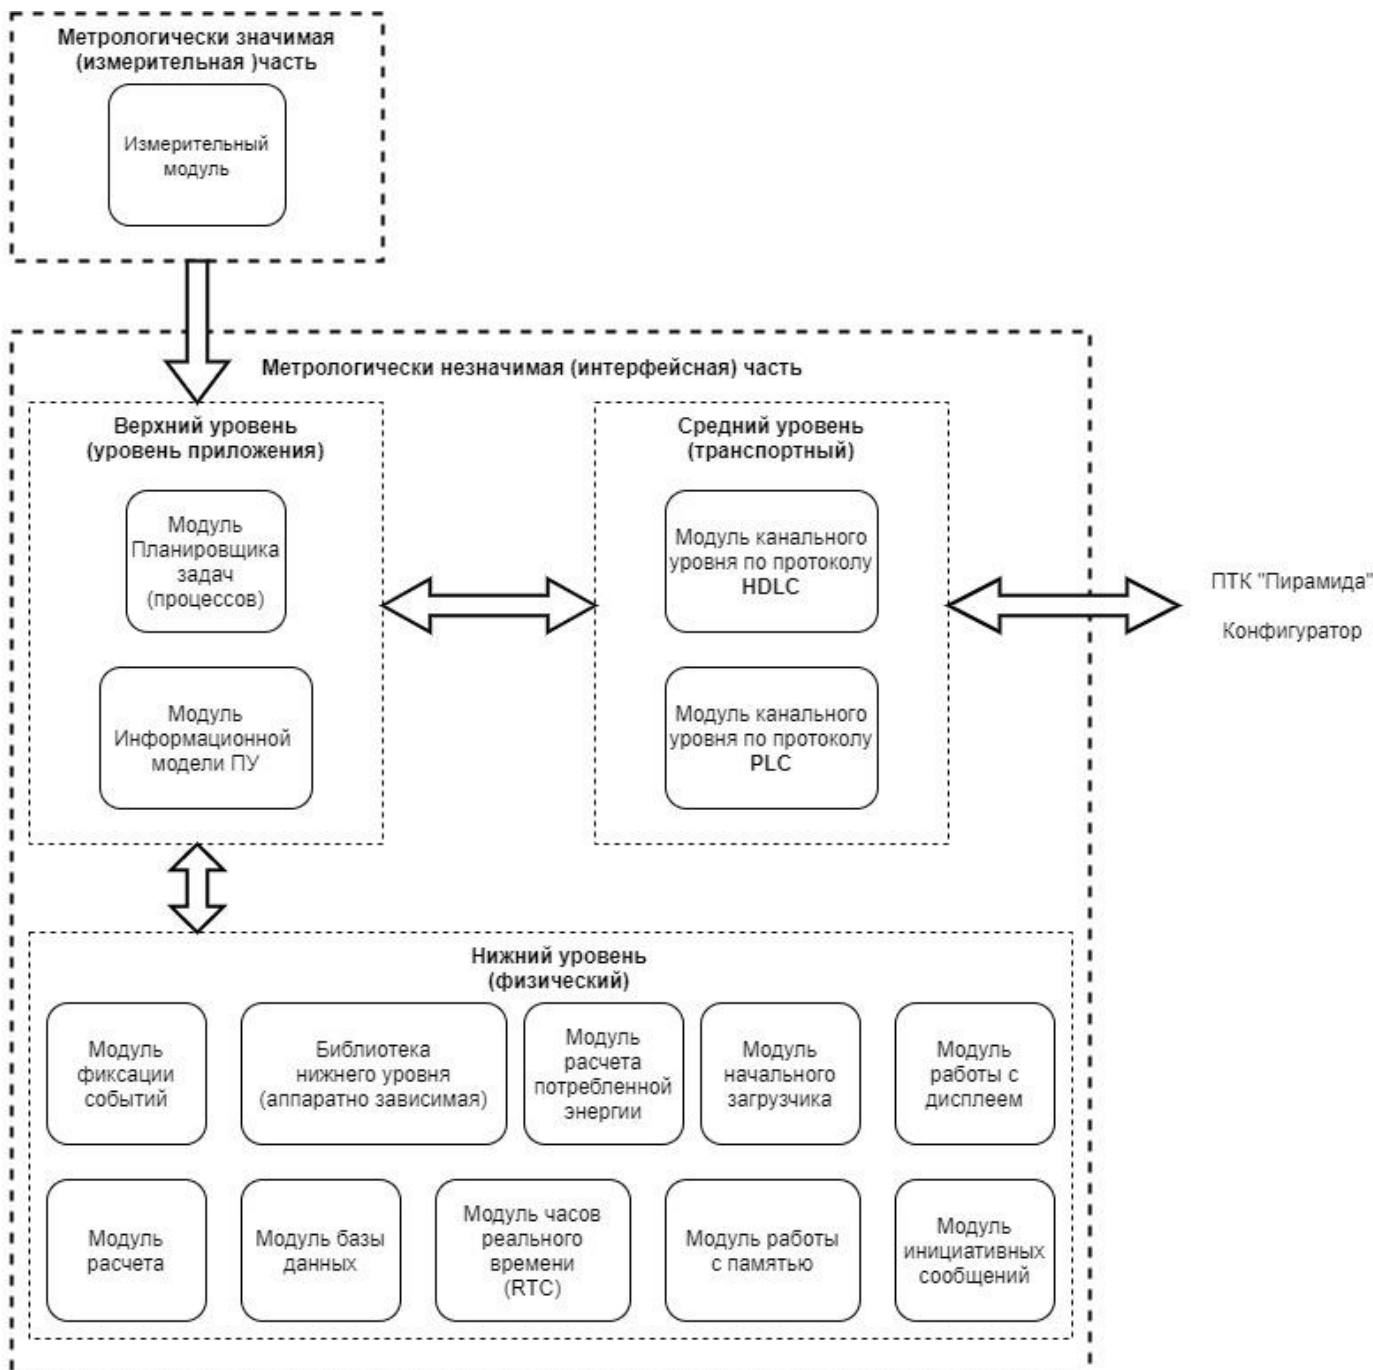 Метрологически значимая
(измерительная )часть
Измерительный
модуль
Метрологически незначимая (интерфейсная) часть
Верхний уровень
(уровень приложения)
Модуль
Планировщика
задач
(процессов)
Модуль
Информационной
модели ПУ
Средний уровень
(транспортный)
Модуль канального
уровня по протоколу
HDLC
Модуль канального
уровня по протоколу
PLC
ПТК "Пирамида"
Конфигуратор
Нижний уровень
(физический)
Модуль
фиксации
событий
Библиотека
нижнего уровня
(аппаратно зависимая)
Модуль
расчета
потребленной
энергии
Модуль
начального
загрузчика
Модуль
работы с
дисплеем
Модуль
расчета
Модуль базы
данных
Модуль часов
реального
времени
(RTC)
Модуль работы
с памятью
Модуль
инициативных
сообщений